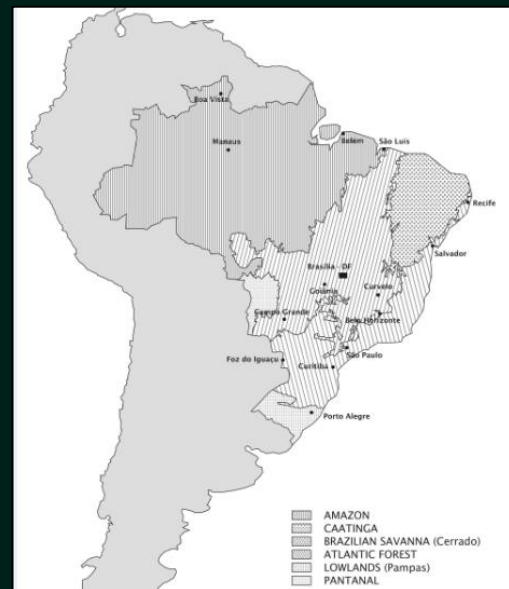 Boa Vista
Manaus
Belém
São Luís
Recife
Salvador
Brasília - DF
Goiânia
Curvelo
Campo Grande
Belo Horizonte
São Paulo
Foz do Iguaçu
Curitiba
Porto Alegre
AMAZON
CAATINGA
BRAZILIAN SAVANNA (Cerrado)
ATLANTIC FOREST
LOWLANDS (Pampas)
PANTANAL